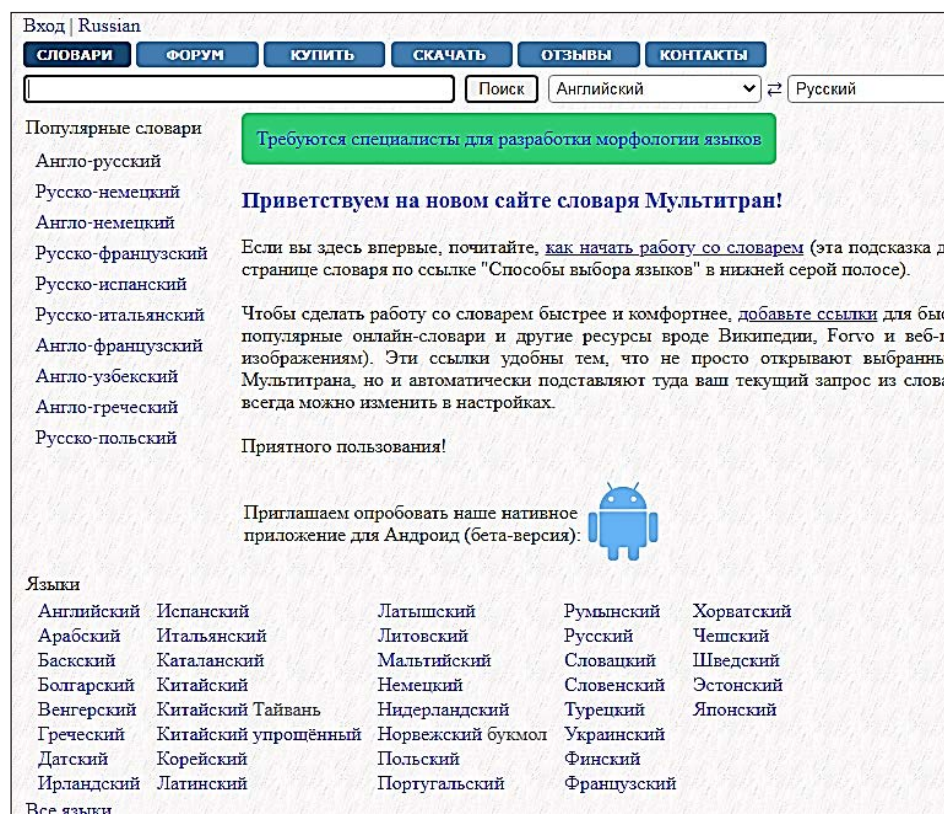 Вход | Russian
СЛОВАРИ ФОРУМ КУПИТЬ СКАЧАТЬ ОТЗЫВЫ КОНТАКТЫ
Поиск Английский ⇄ Русский
Популярные словари
Англо-русский
Русско-немецкий
Англо-немецкий
Русско-французский
Русско-испанский
Русско-итальянский
Англо-французский
Англо-узбекский
Англо-греческий
Русско-польский
Требуются специалисты для разработки морфологии языков
Приветствуем на новом сайте словаря Мультитран!
Если вы здесь впервые, почитайте, как начать работу со словарем (эта подсказка
странице словаря по ссылке "Способы выбора языков" в нижней серой полосе).
Чтобы сделать работу со словарем быстрее и комфортнее, добавьте ссылки для
популярные онлайн-словари и другие ресурсы вроде Википедии, Forvo и
изображениям). Эти ссылки удобны тем, что не просто открывают
Мультитрана, но и автоматически подставляют туда ваш текущий запрос из
всегда можно изменить в настройках.
Приятного пользования!
Приглашаем опробовать наше нативное
приложение для Андроид (бета-версия):
Языки
Английский Испанский Латышский Румынский Хорватский
Арабский Итальянский Литовский Русский Чешский
Баскский Каталанский Мальтийский Словацкий Шведский
Болгарский Китайский Немецкий Словенский Эстонский
Венгерский Китайский Тайвань Нидерландский Турецкий Японский
Греческий Китайский упрощённый Норвежский букмол Украинский
Датский Корейский Польский Финский
Ирландский Латинский Португальский Французский
Все языки